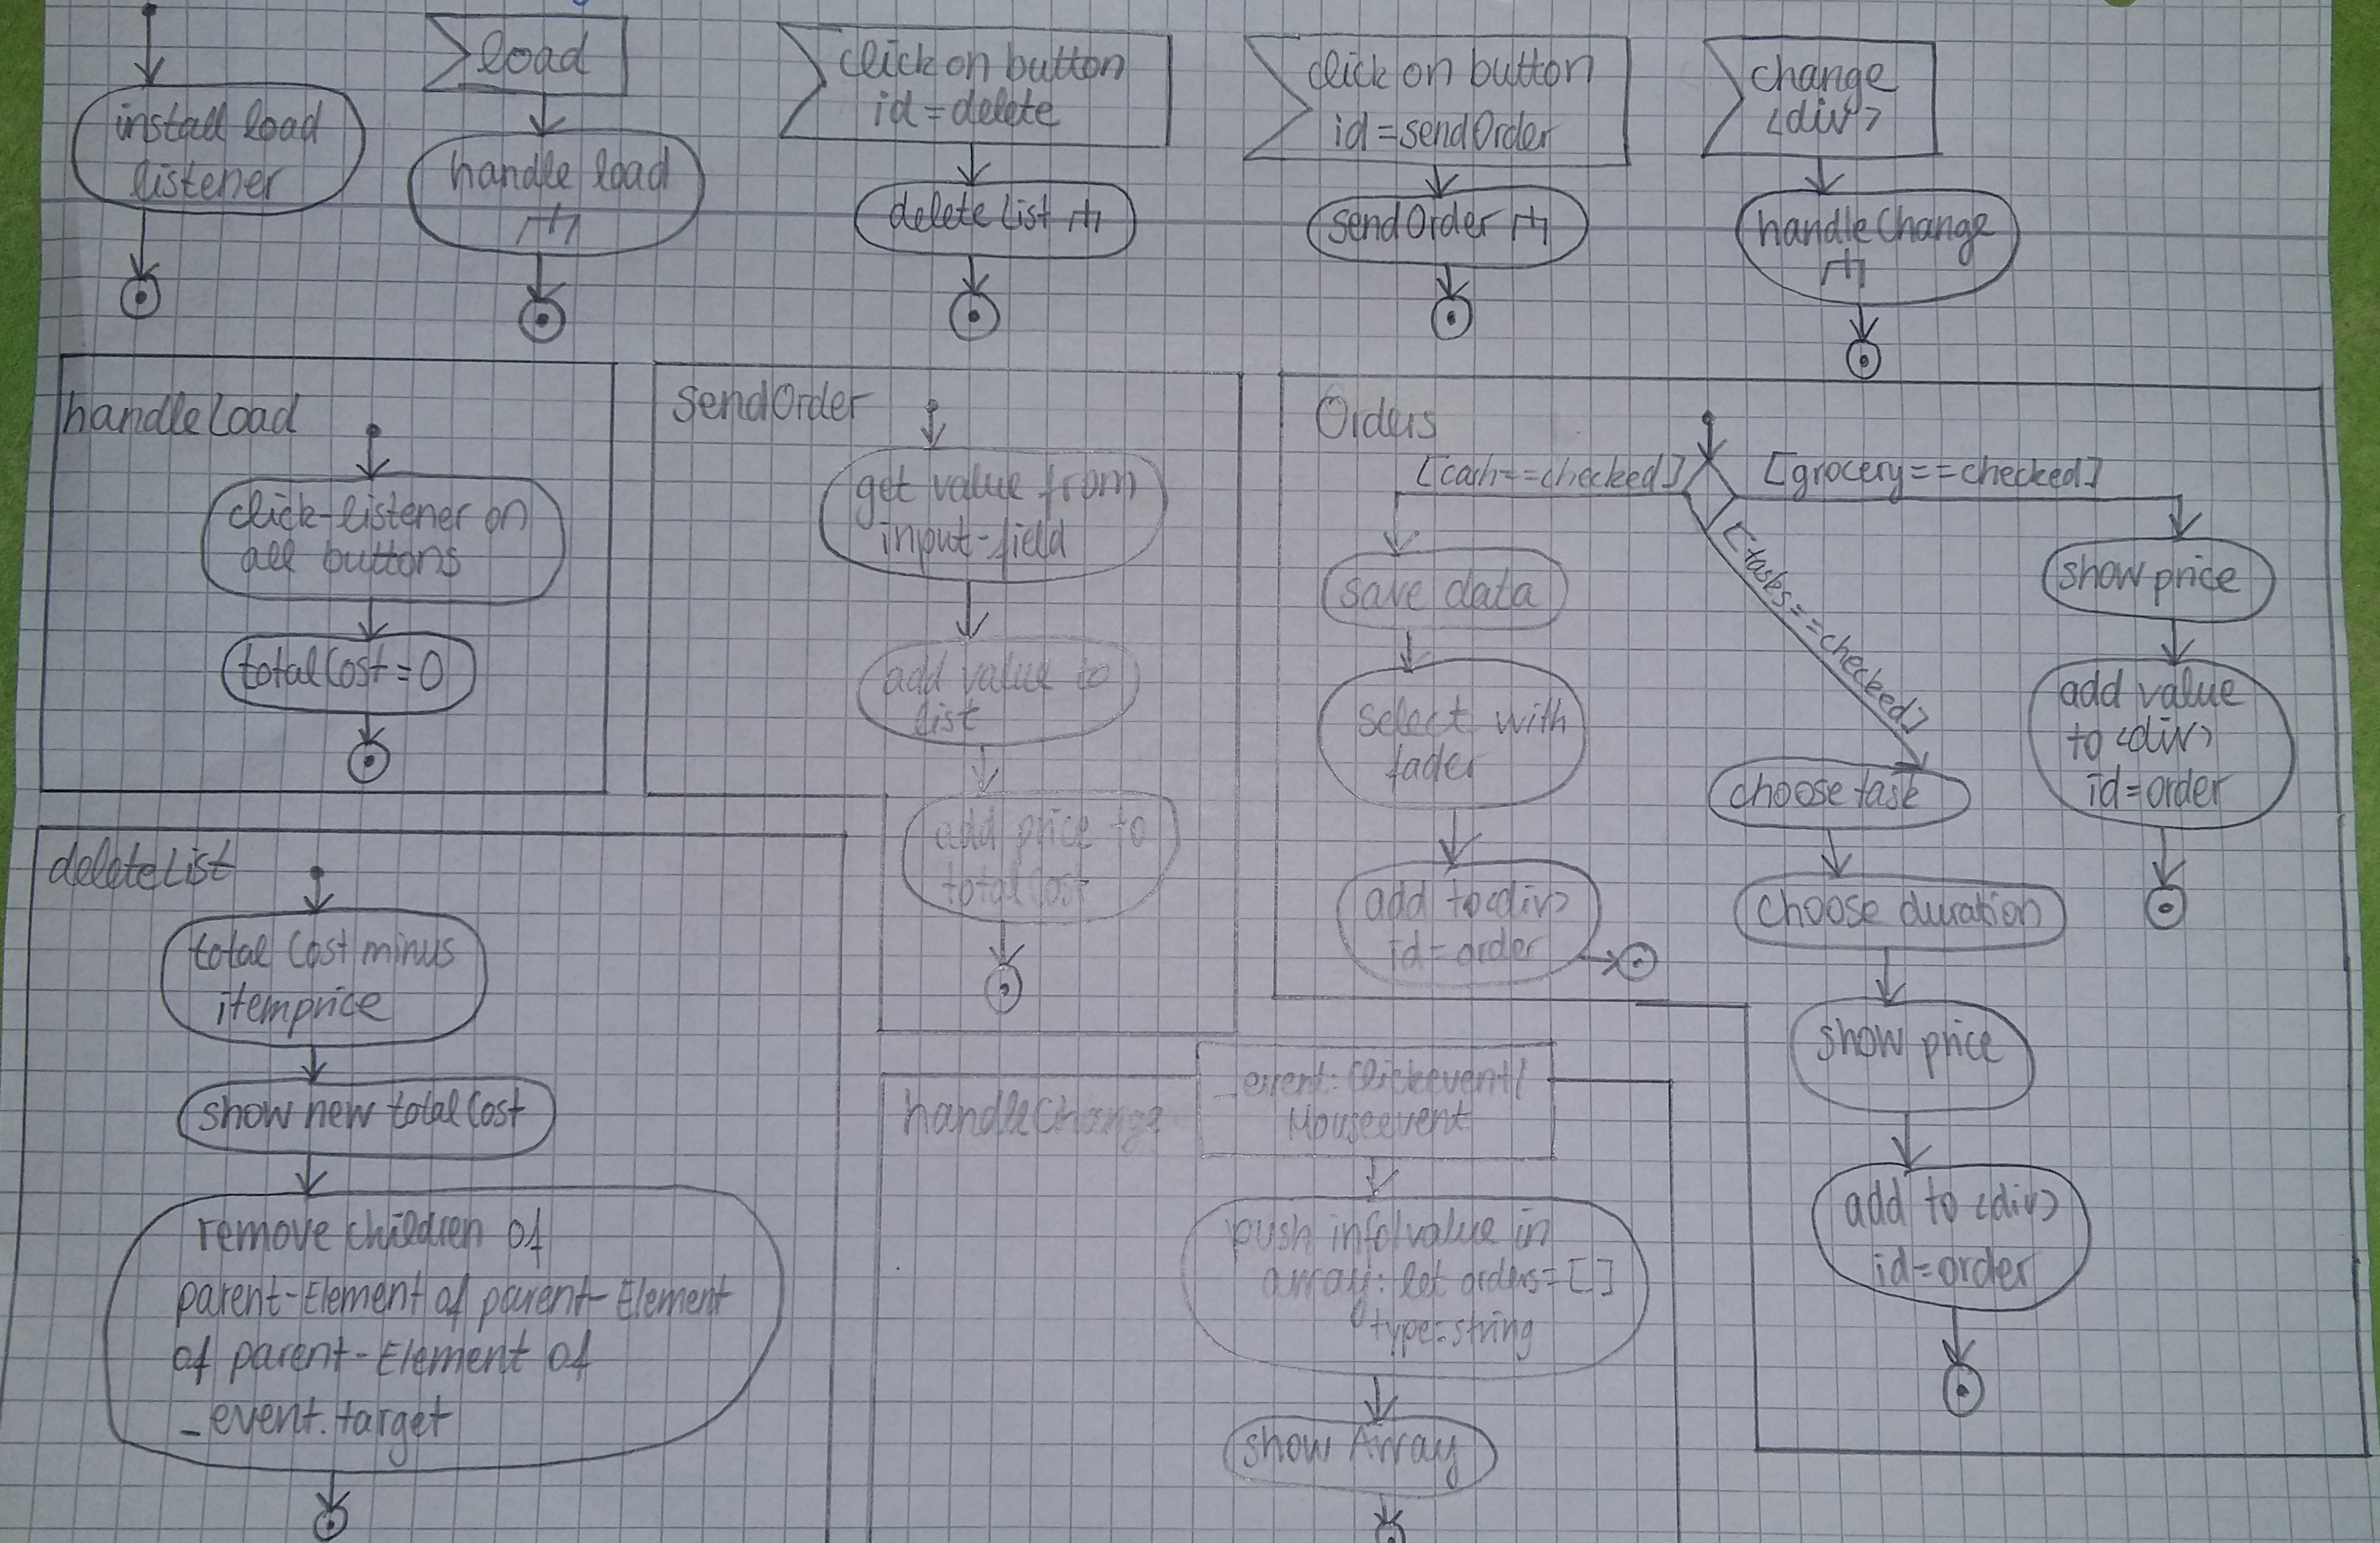 install load
listener
load
handle load
click on button
id=delete
deleteList
click on button
id=sendOrder
sendOrder
change
<div>
handleChange
handleLoad
click-listener on
all buttons
totalCost=0
sendOrder
get value from
input-field
add value to
list
add price to
totalCost
Orders
[cash==checked]
[grocery==checked]
[tasks==checked]
save data
select with
fader
add to<div>
id=order
choose task
choose duration
show price
add to <div>
id=order
show price
add value
to <div>
id=order
deleteList
total Cost minus
itemprice
show new totalCost
remove children of
parent-Element of parent-Element
of parent-Element of
_event.target
handleChange
_event: Clickevent/
Mouseevent
push info/value in
array: let orders=[]
type=string
show Array